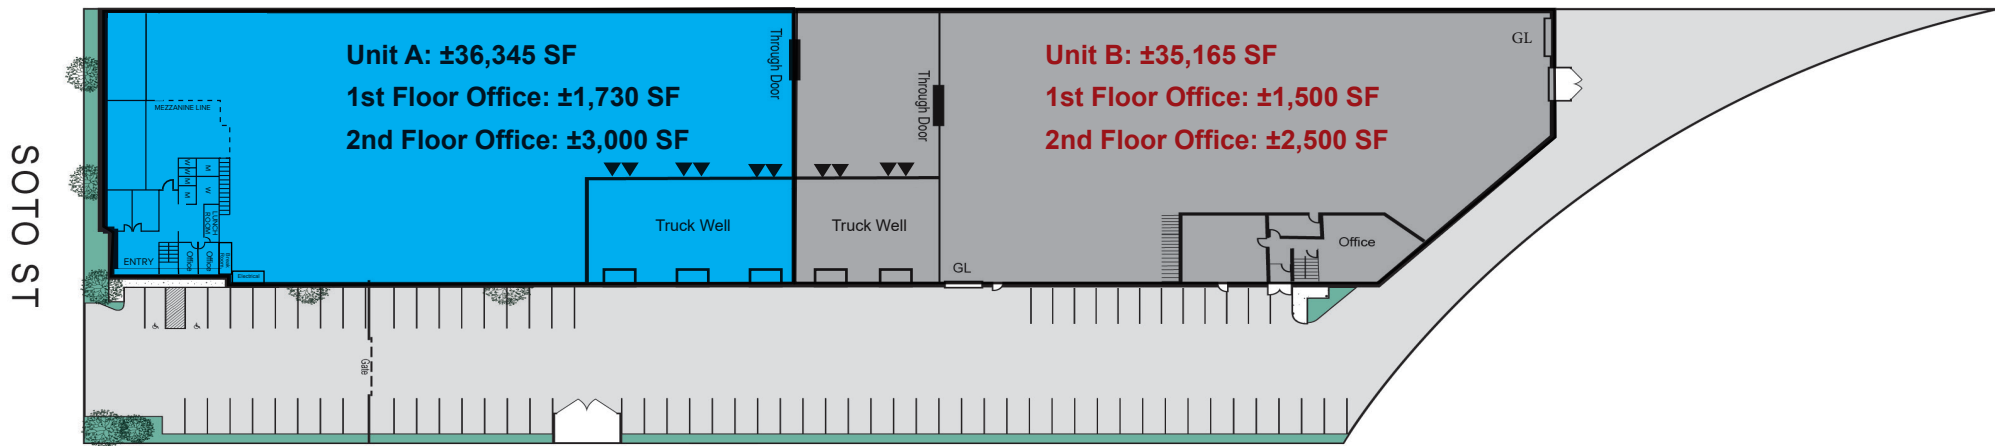 SOTO ST
Unit A: ±36,345 SF
1st Floor Office: ±1,730 SF
2nd Floor Office: ±3,000 SF
Through Door
Through Door
Unit B: ±35,165 SF
1st Floor Office: ±1,500 SF
2nd Floor Office: ±2,500 SF
GL
MEZZANINE LINE
W
W
M
M
M
W
LUNCH
ROOM
ENTRY
Office
Office
Break
Room
Electrical
Truck Well
Truck Well
GL
Office
Gate